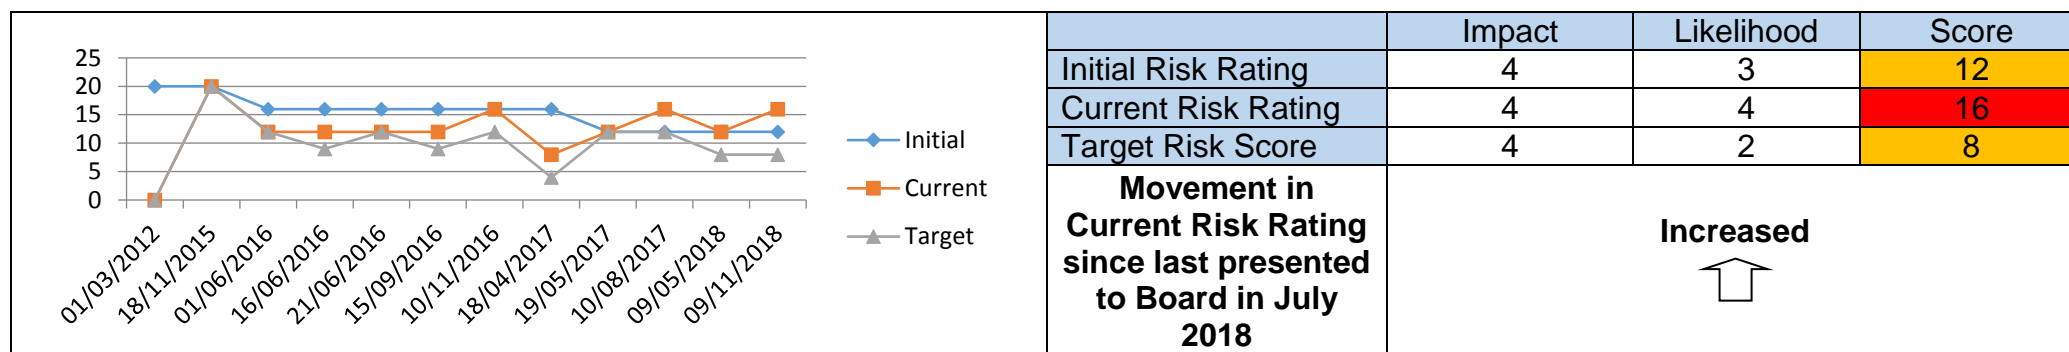 25
20
15
10
5
0
01/03/2012
18/11/2015
01/06/2016
16/06/2016
21/06/2016
15/09/2016
10/11/2016
18/04/2017
19/05/2017
10/08/2017
09/05/2018
09/11/2018
Initial
Current
Target
Impact Likelihood Score
Initial Risk Rating 4 3 12
Current Risk Rating 4 4 16
Target Risk Score 4 2 8
Movement in
Current Risk Rating
since last presented
to Board in July
2018
Increased